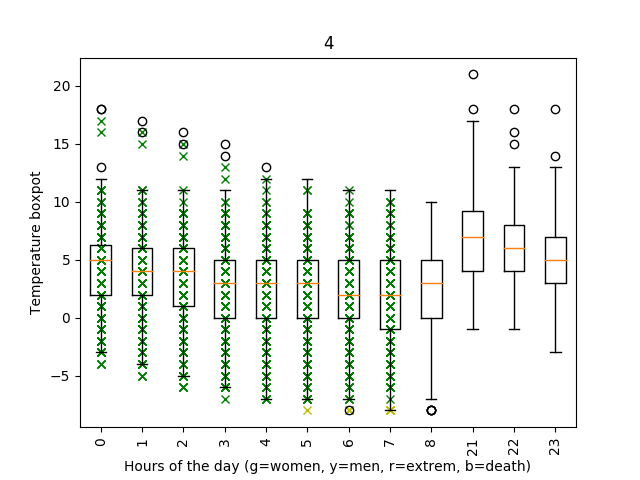 4
20
15
10
5
0
−5
Temperature boxpot
0 1 2 3 4 5 6 7 8 21 22 23
Hours of the day (g=women, y=men, r=extrem, b=death)